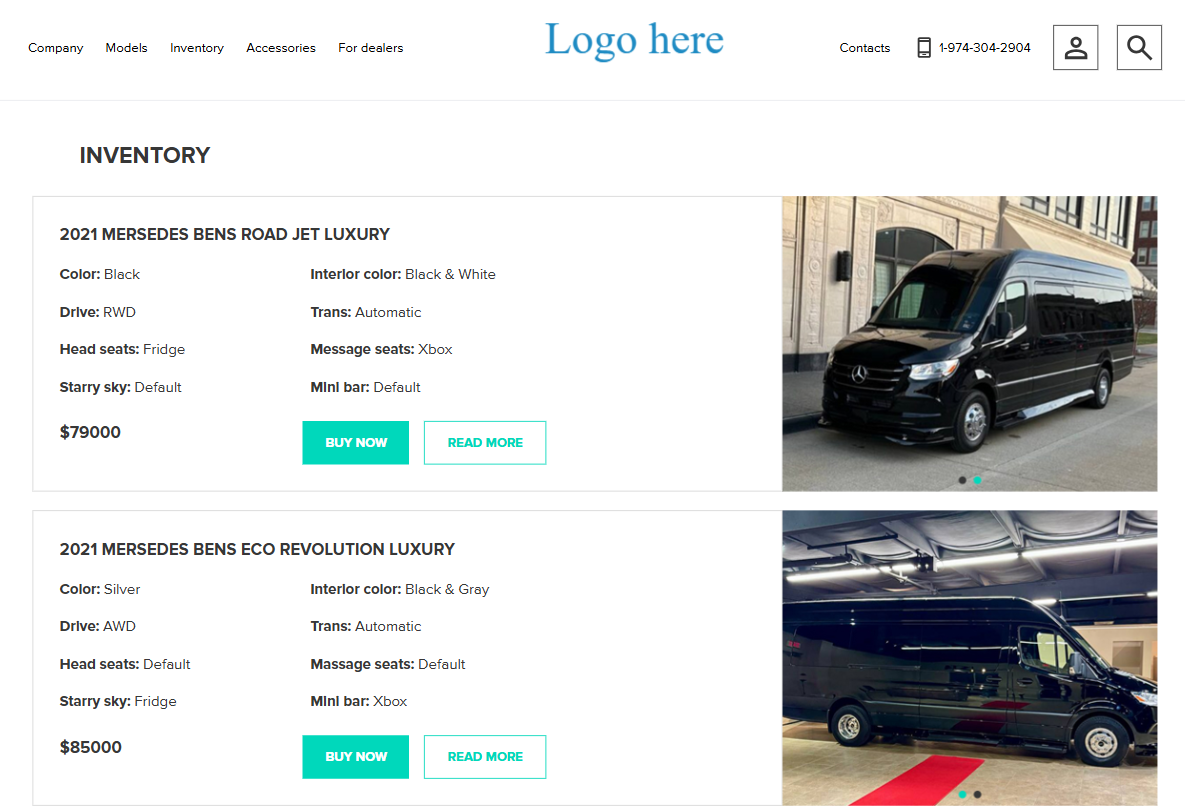 Company Models Inventory Accessories For dealers Logo here Contacts 1-974-304-2904
INVENTORY
2021 MERSEDES BENS ROAD JET LUXURY
Color: Black Interior color: Black & White
Drive: RWD Trans: Automatic
Head seats: Fridge Message seats: Xbox
Starry sky: Default Mini bar: Default
$79000 BUY NOW READ MORE
2021 MERSEDES BENS ECO REVOLUTION LUXURY
Color: Silver Interior color: Black & Gray
Drive: AWD Trans: Automatic
Head seats: Default Massage seats: Default
Starry sky: Fridge Mini bar: Xbox
$85000 BUY NOW READ MORE